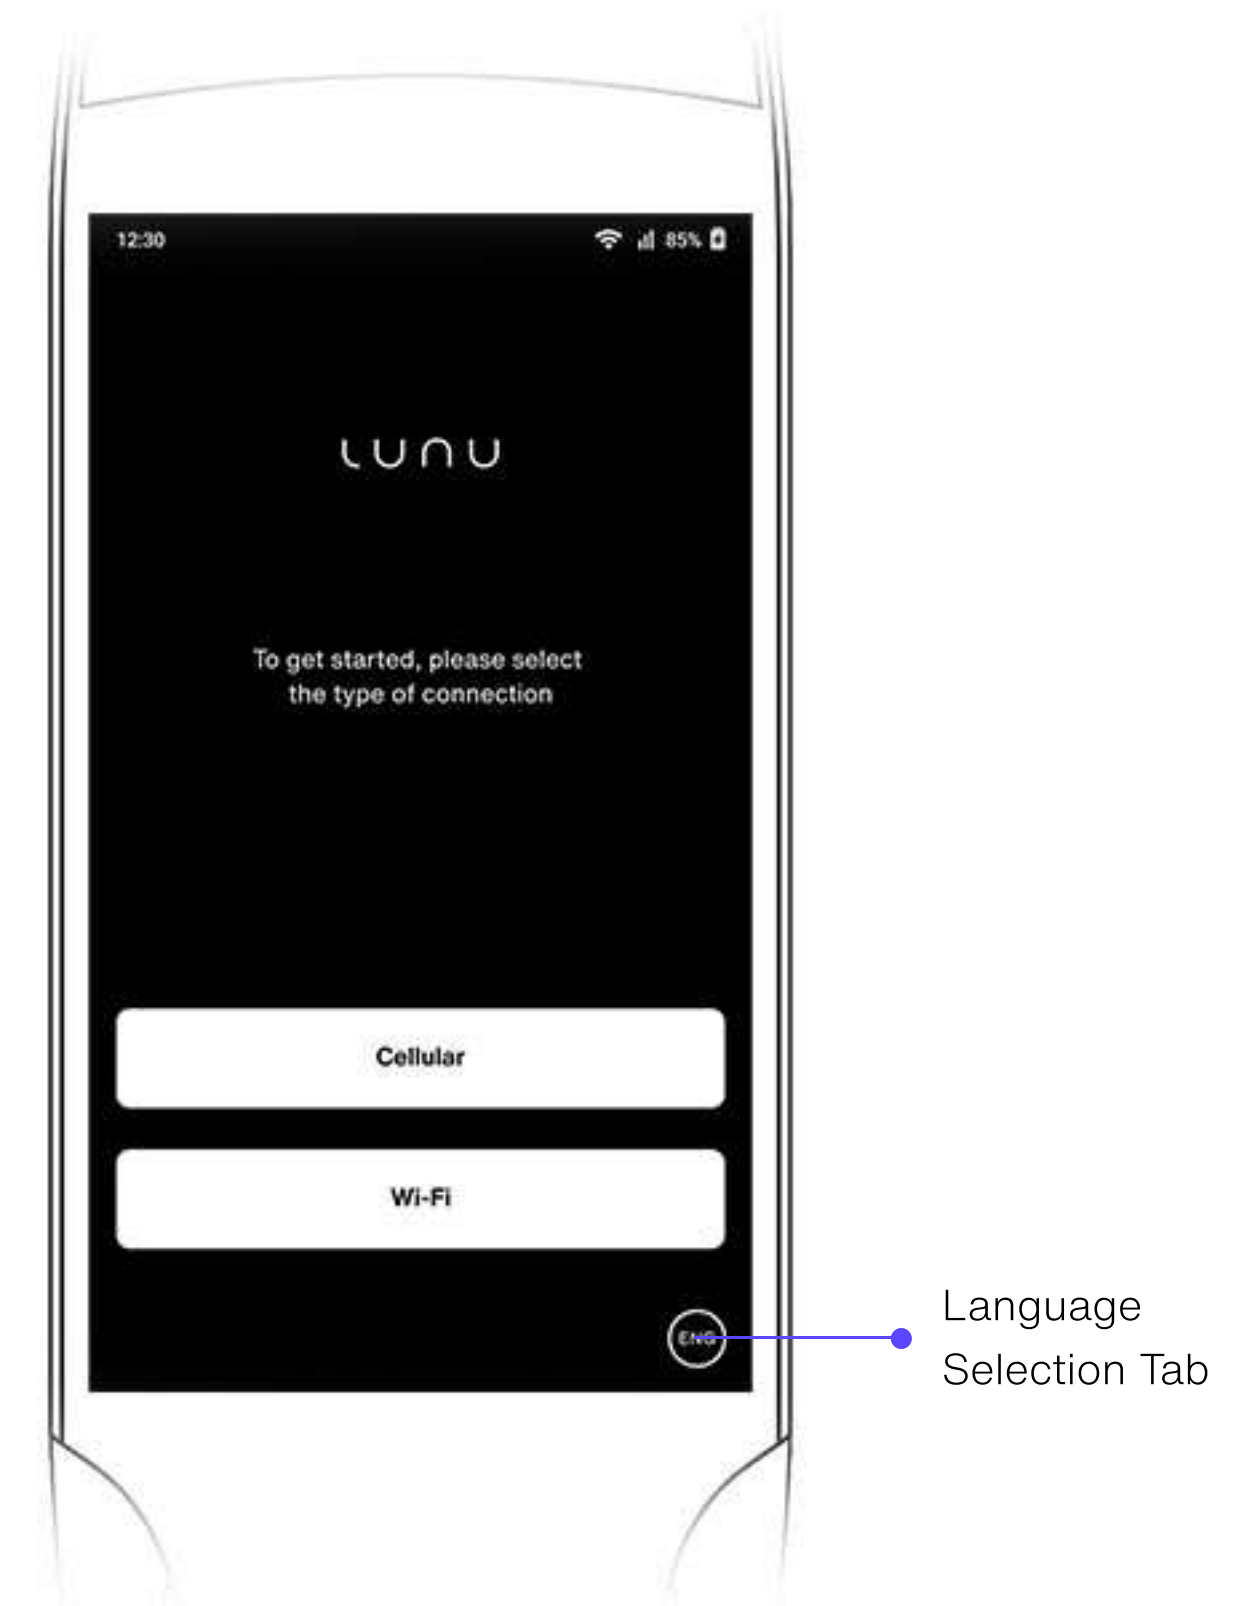 12:30
85%
LUNU
To get started, please select
the type of connection
Cellular
Wi-Fi
ENG
Language
Selection Tab